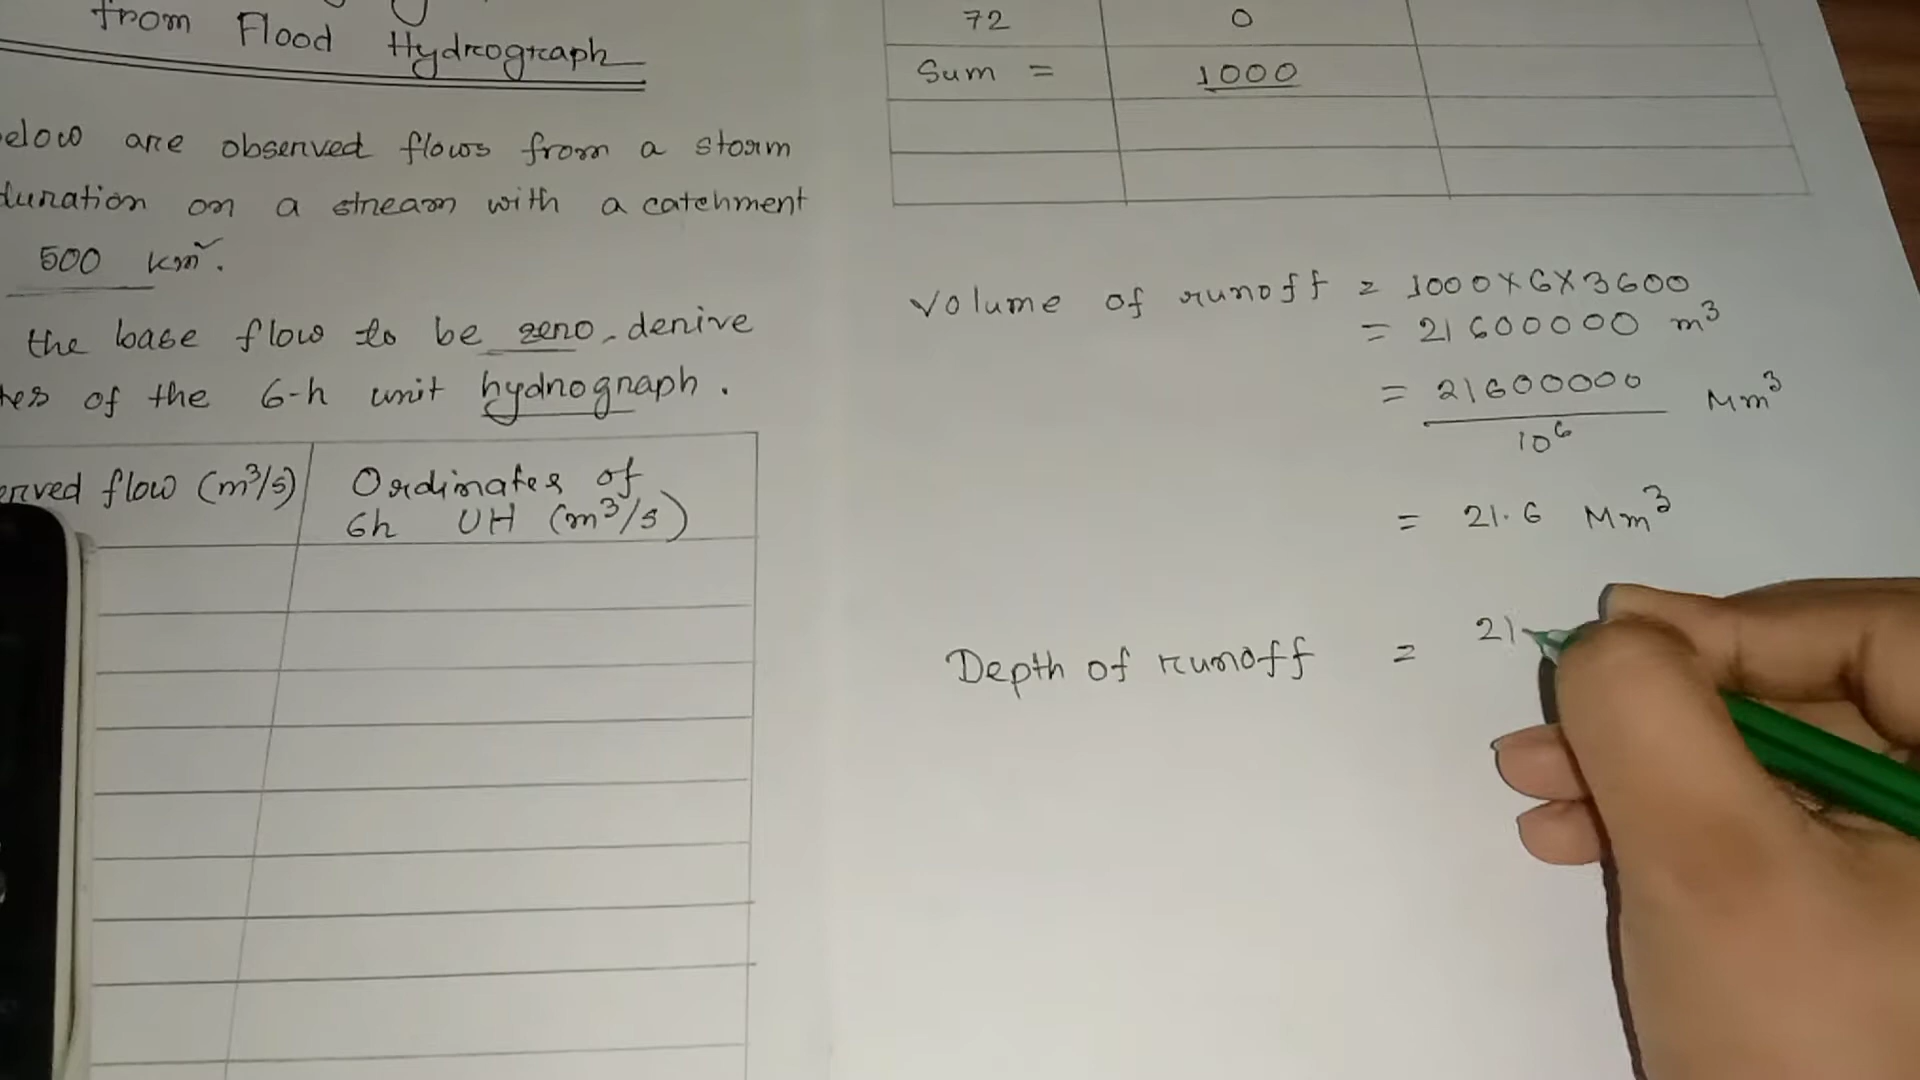 from Flood Hydrograph
elow are observed flows from a storm
duration on a stream with a catchment
500 km².
the base flow to be zero, derive
tes of the 6-h unit hydrograph.
erved flow (m³/s)
Ordinates of
6h UH (m³/s)
72 0
Sum = 1000
Volume of runoff = 1000×6×3600
= 21600000 m³
= 21600000
10⁶
Mm³
= 21.6 Mm³
Depth of runoff = 21